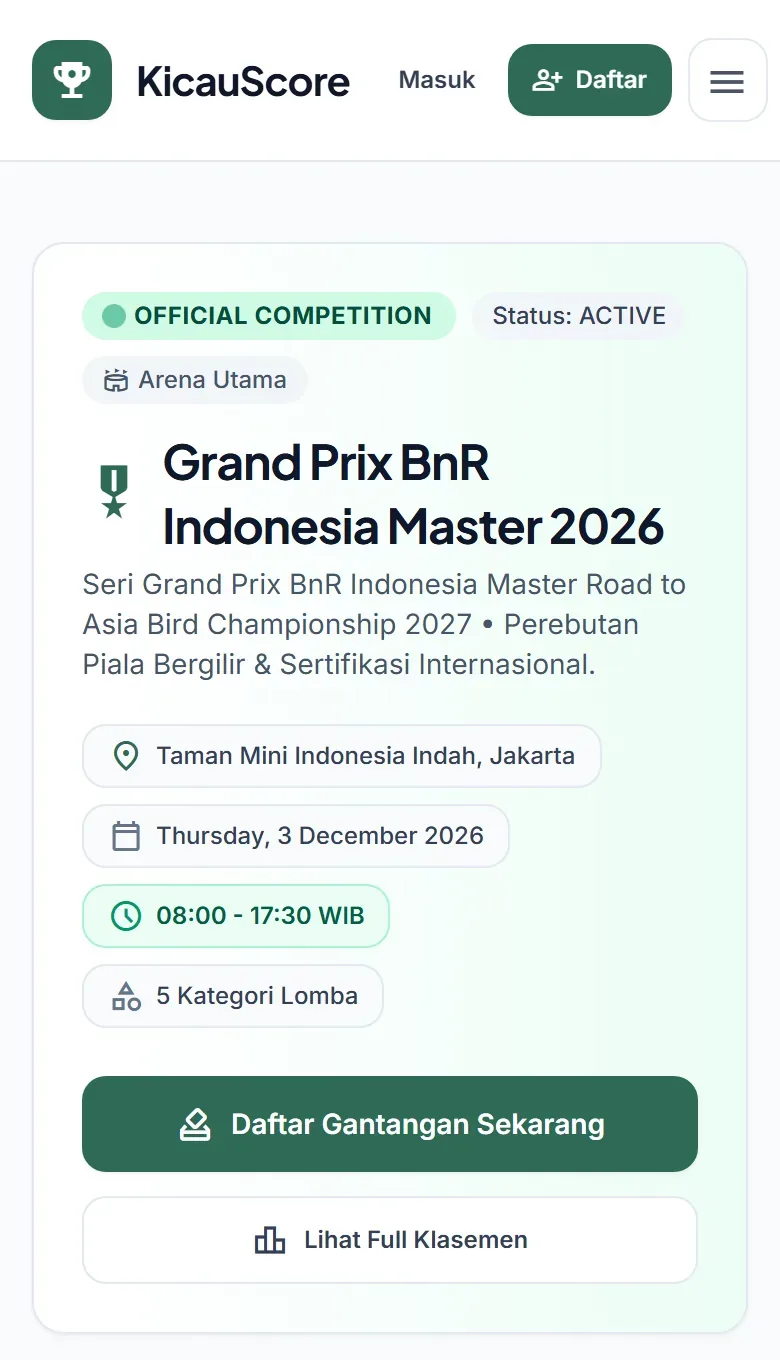 KicauScore
Masuk
Daftar
OFFICIAL COMPETITION
Status: ACTIVE
Arena Utama
Grand Prix BnR
Indonesia Master 2026
Seri Grand Prix BnR Indonesia Master Road to
Asia Bird Championship 2027 • Perebutan
Piala Bergilir & Sertifikasi Internasional.
Taman Mini Indonesia Indah, Jakarta
Thursday, 3 December 2026
08:00 - 17:30 WIB
5 Kategori Lomba
Daftar Gantangan Sekarang
Lihat Full Klasemen